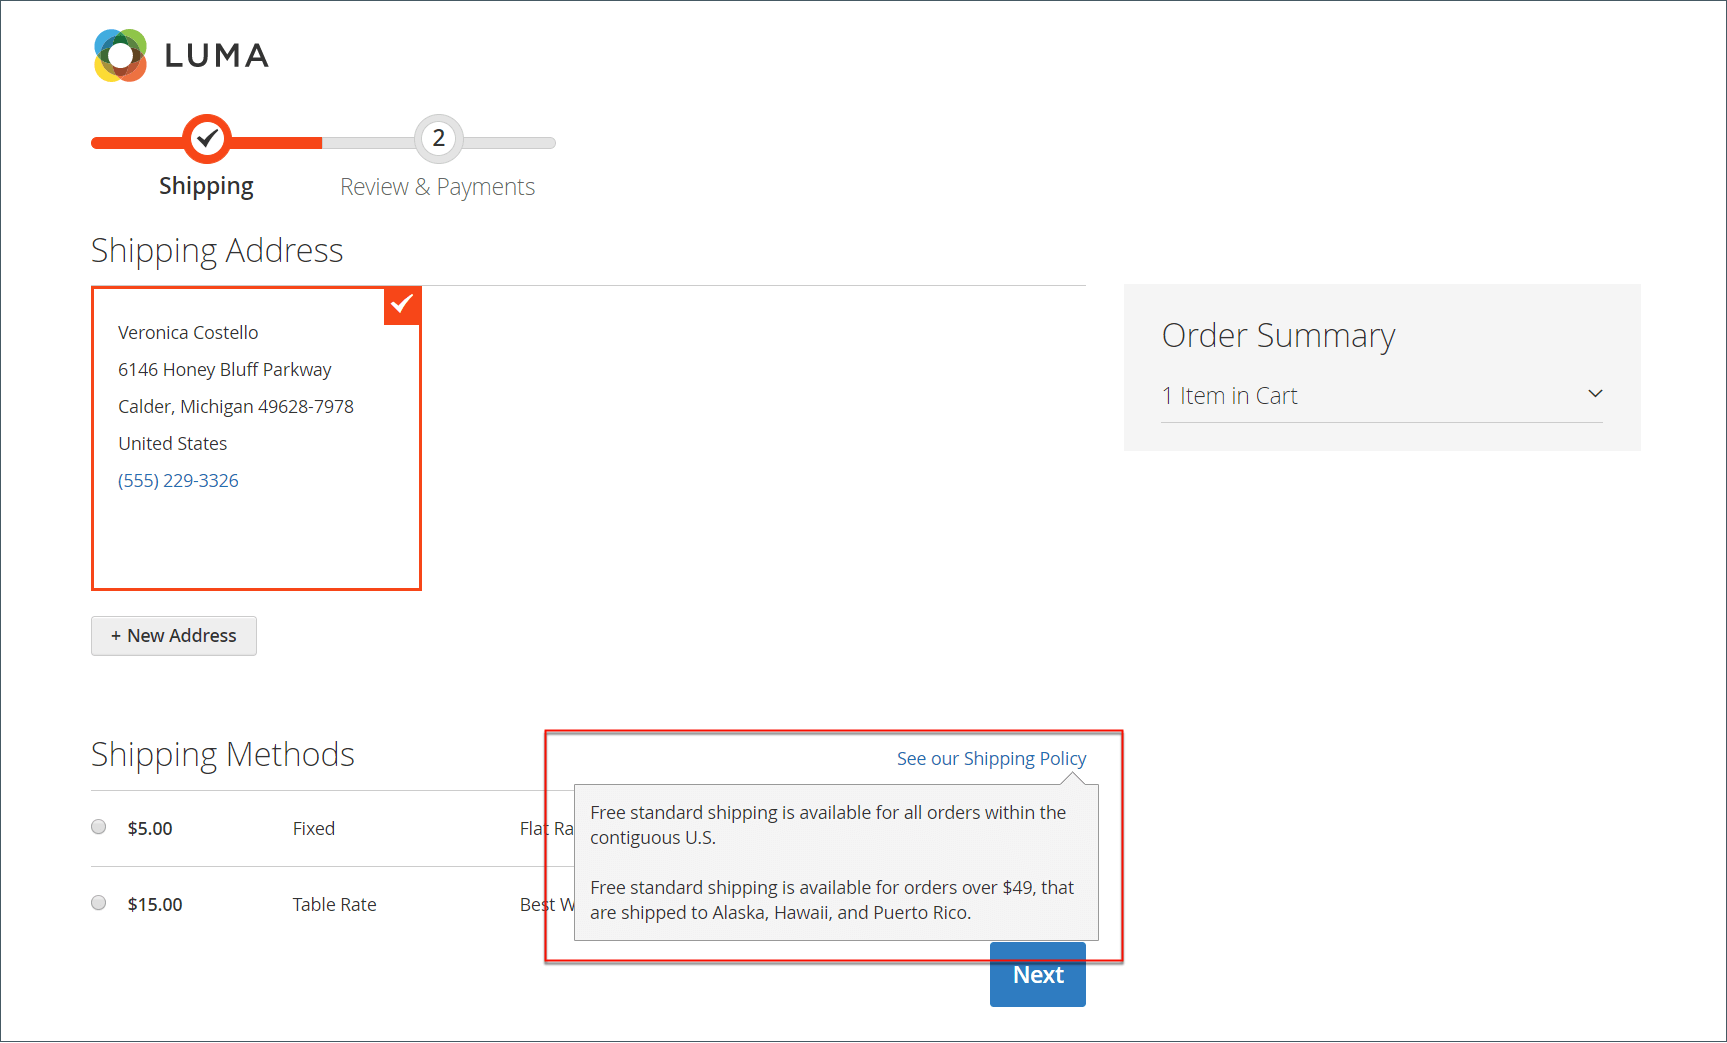 LUMA
2
Shipping
Review & Payments
Shipping Address
Veronica Costello
6146 Honey Bluff Parkway
Calder, Michigan 49628-7978
United States
(555) 229-3326
+ New Address
Order Summary
1 Item in Cart
Shipping Methods
See our Shipping Policy
$5.00 Fixed Flat Ra
$15.00 Table Rate Best W
Free standard shipping is available for all orders within the
contiguous U.S.
Free standard shipping is available for orders over $49, that
are shipped to Alaska, Hawaii, and Puerto Rico.
Next